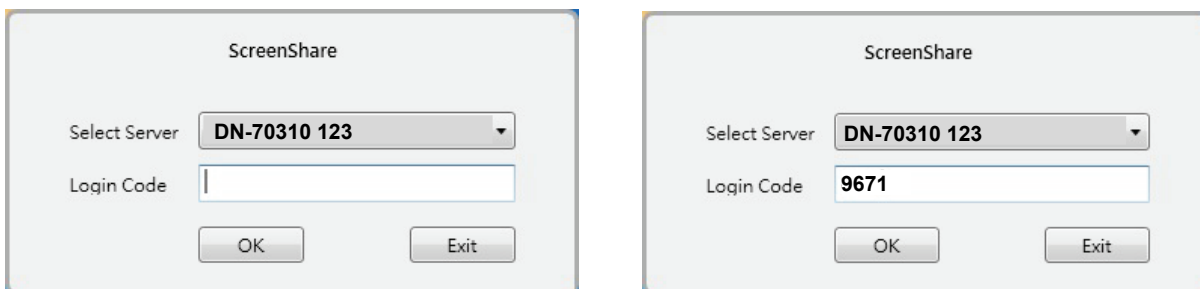 ScreenShare
Select Server DN-70310 123
Login Code
OK Exit
ScreenShare
Select Server DN-70310 123
Login Code 9671
OK Exit